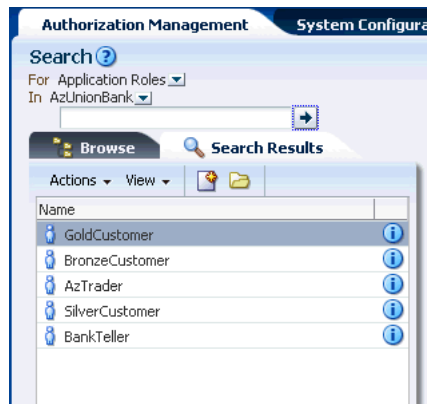 Authorization Management System Configura
Search
For Application Roles
In AzUnionBank
Browse Search Results
Actions View
Name
GoldCustomer
BronzeCustomer
AzTrader
SilverCustomer
BankTeller